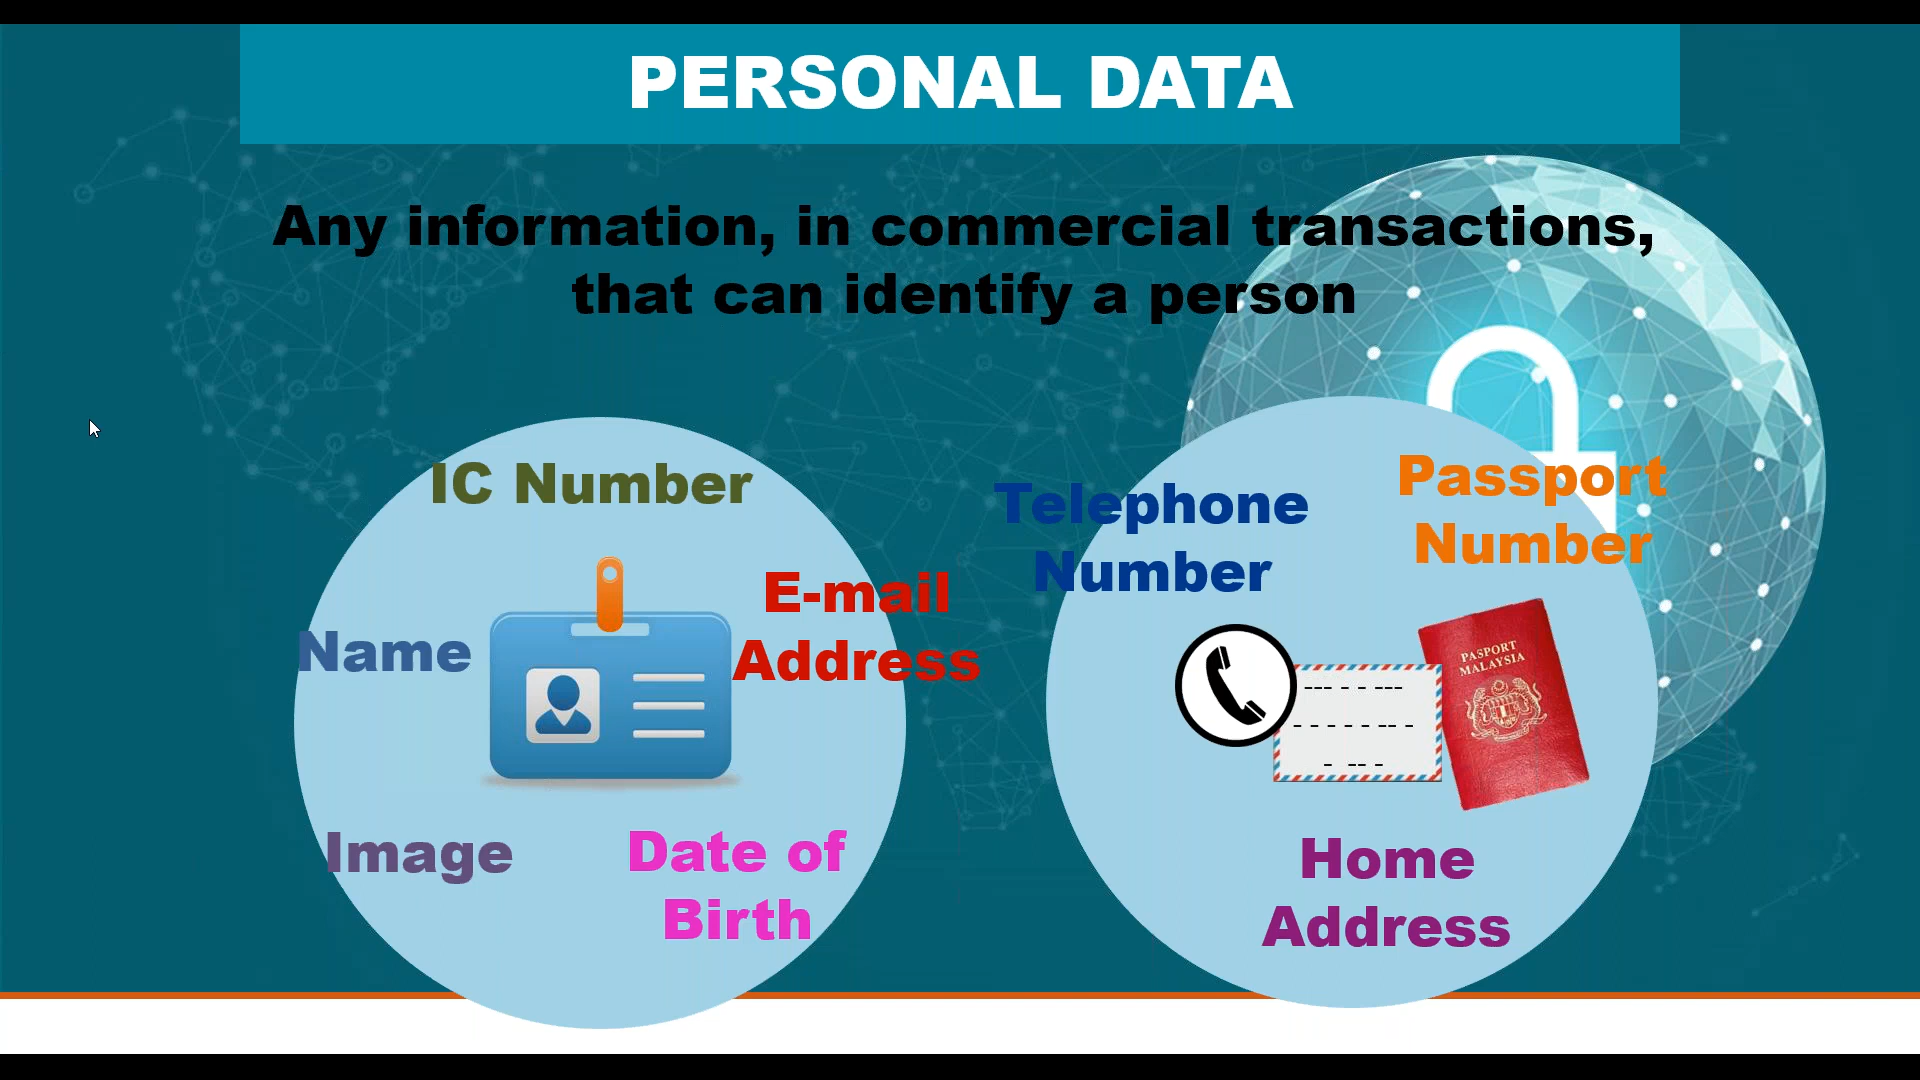 PERSONAL DATA
Any information, in commercial transactions,
that can identify a person
IC Number
Name
E-mail
Address
Image
Date of
Birth
Telephone
Number
Passport
Number
PASPORT
MALAYSIA
Home
Address